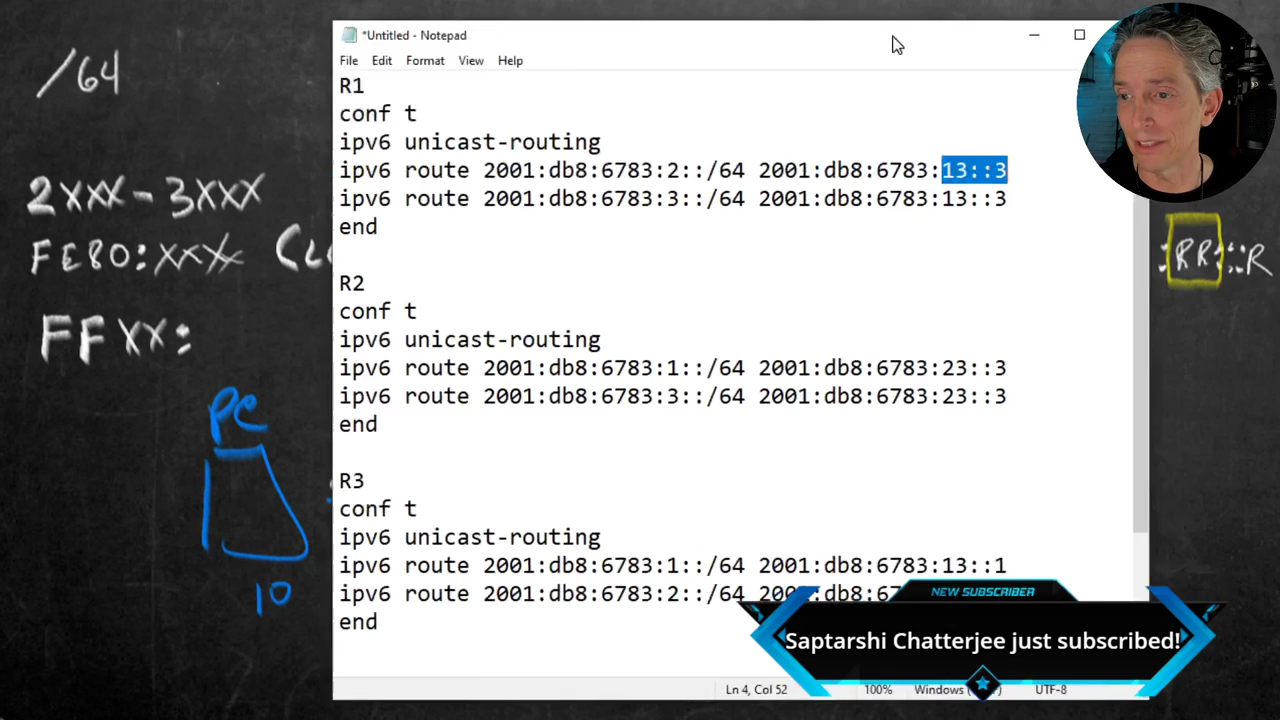 /64
2XXX - 3XXX
FE80:XXX (L
FFXX:
PC
10
:RR::R
*Untitled - Notepad
File Edit Format View Help
R1
conf t
ipv6 unicast-routing
ipv6 route 2001:db8:6783:2::/64 2001:db8:6783:13::3
ipv6 route 2001:db8:6783:3::/64 2001:db8:6783:13::3
end
R2
conf t
ipv6 unicast-routing
ipv6 route 2001:db8:6783:1::/64 2001:db8:6783:23::3
ipv6 route 2001:db8:6783:3::/64 2001:db8:6783:23::3
end
R3
conf t
ipv6 unicast-routing
ipv6 route 2001:db8:6783:1::/64 2001:db8:6783:13::1
ipv6 route 2001:db8:6783:2::/64
end
NEW SUBSCRIBER
Saptarshi Chatterjee just subscribed!
Ln 4, Col 52 100% Windows UTF-8